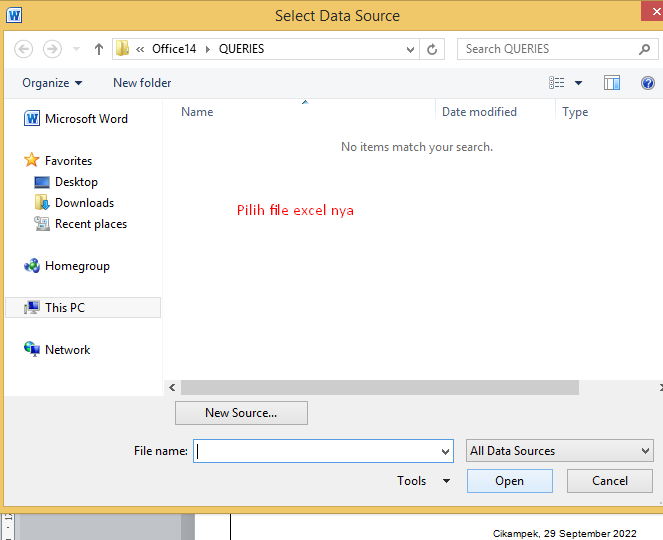 Select Data Source
« Office14 QUERIES
Search QUERIES
Organize New folder
Microsoft Word
Favorites
Desktop
Downloads
Recent places
Homegroup
This PC
Network
Name Date modified Type
No items match your search.
Pilih file excel nya
New Source...
File name: All Data Sources
Tools Open Cancel
Cikampek, 29 September 2022